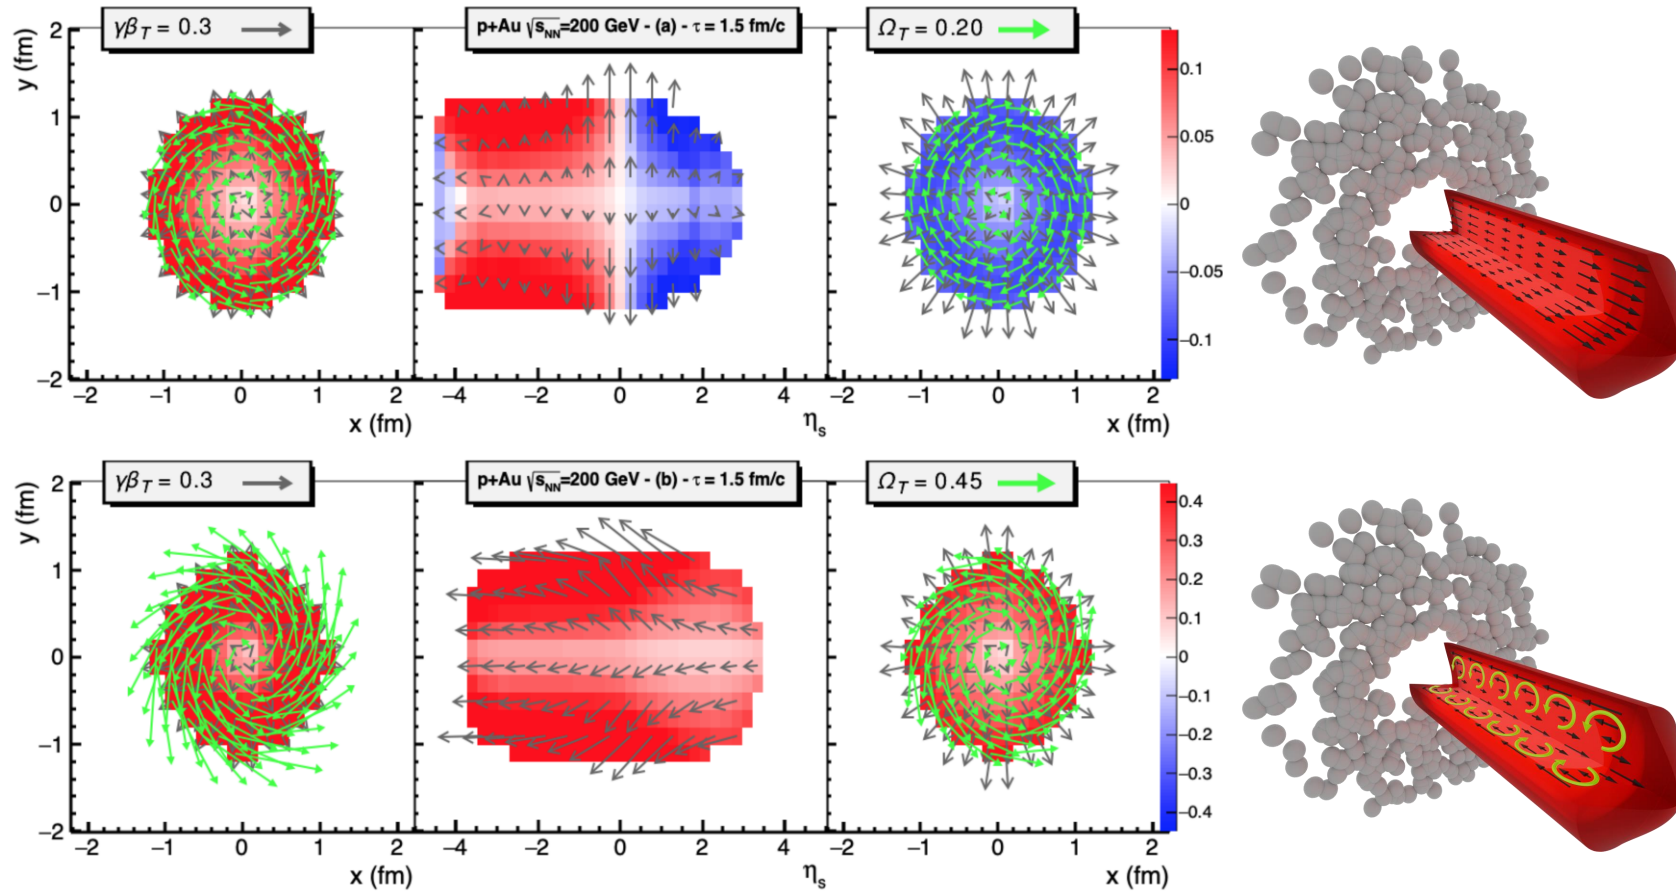 γβ_T = 0.3
p+Au √s_NN=200 GeV - (a) - τ = 1.5 fm/c
Ω_T = 0.20
y (fm)
2
1
0
−1
−2
0.1
0.05
0
−0.05
−0.1
−2 −1 0 1 2
−4 −2 0 2 4
−2 −1 0 1 2
x (fm)
η_s
x (fm)
γβ_T = 0.3
p+Au √s_NN=200 GeV - (b) - τ = 1.5 fm/c
Ω_T = 0.45
y (fm)
2
1
0
−1
−2
0.4
0.3
0.2
0.1
0
−0.1
−0.2
−0.3
−0.4
−2 −1 0 1 2
−4 −2 0 2 4
−2 −1 0 1 2
x (fm)
η_s
x (fm)